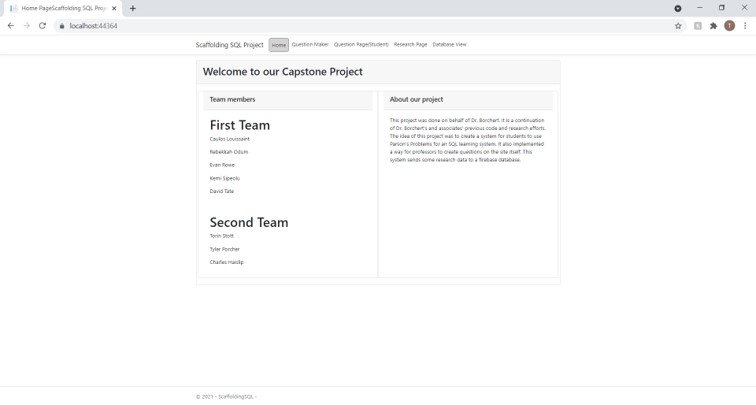 Home PageScaffolding SQL Proj
localhost:44364
T
Scaffolding SQL Project Home Question Maker Question Page(Student) Research Page Database View
Welcome to our Capstone Project
Team members
First Team
Caulos Louissaint
Rebekkah Odum
Evan Rowe
Kemi Sipeolu
David Tate
Second Team
Torin Stott
Tyler Porcher
Charles Haislip
About our project
This project was done on behalf of Dr. Borchert. It is a continuation
of Dr. Borchert's and associates' previous code and research efforts.
The idea of this project was to create a system for students to use
Person's Problems for an SQL learning system. It also implemented
a way for professors to create questions on the site itself. This
system sends some research data to a firebase database.
© 2021 - ScaffoldingSQL -